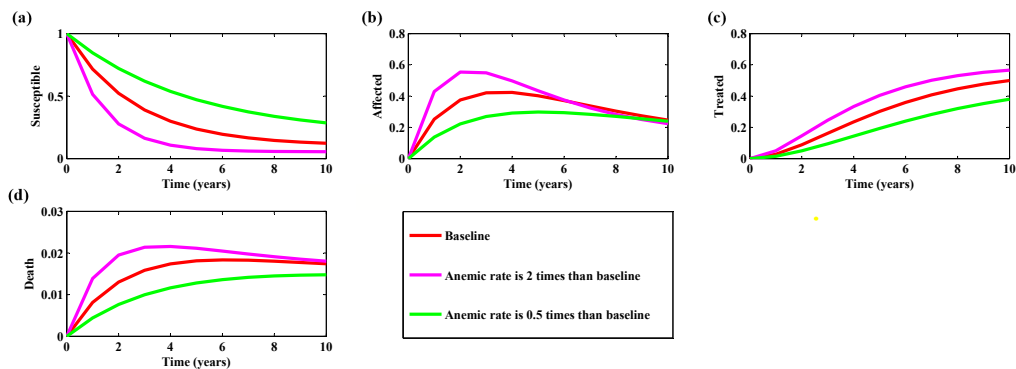 (a)
1
0.5
0
Susceptible
0 2 4 6 8 10
Time (years)
(b)
0.8
0.6
0.4
0.2
0
Affected
0 2 4 6 8 10
Time (years)
(c)
0.8
0.6
0.4
0.2
0
Treated
0 2 4 6 8 10
Time (years)
(d)
0.03
0.02
0.01
0
Death
0 2 4 6 8 10
Time (years)
Baseline
Anemic rate is 2 times than baseline
Anemic rate is 0.5 times than baseline